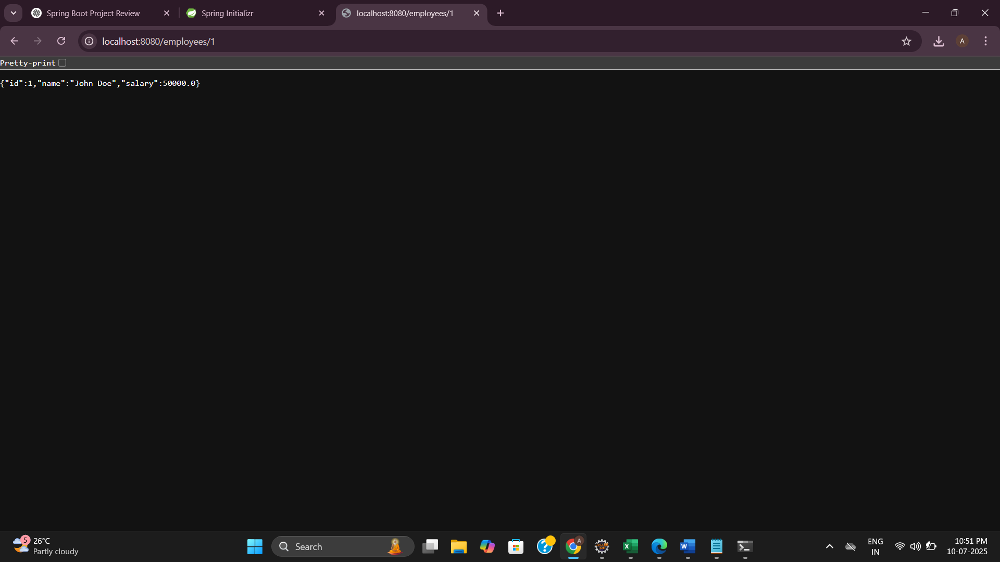 Spring Boot Project Review
Spring Initializr
localhost:8080/employees/1
localhost:8080/employees/1
A
Pretty-print
{"id":1,"name":"John Doe","salary":50000.0}
5
26°C
Partly cloudy
Search
A
ENG
IN
10:51 PM
10-07-2025